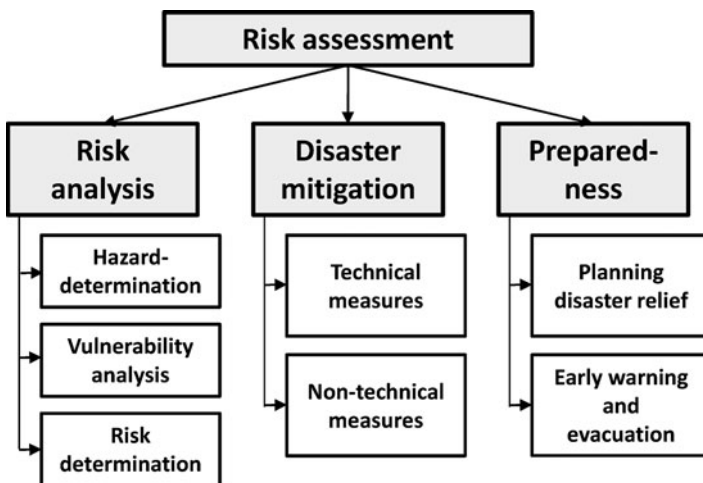 Risk assessment
Risk
analysis
Disaster
mitigation
Prepared-
ness
Hazard-
determination
Vulnerability
analysis
Risk
determination
Technical
measures
Non-technical
measures
Planning
disaster relief
Early warning
and
evacuation